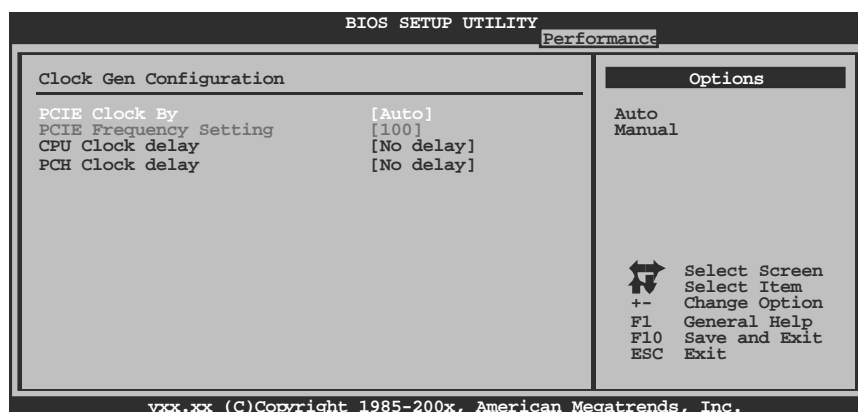 BIOS SETUP UTILITY
Performance
Clock Gen Configuration
PCIE Clock By [Auto]
PCIE Frequency Setting [100]
CPU Clock delay [No delay]
PCH Clock delay [No delay]
Options
Auto
Manual
Select Screen
Select Item
+- Change Option
F1 General Help
F10 Save and Exit
ESC Exit
vxx.xx (C)Copyright 1985-200x, American Megatrends, Inc.